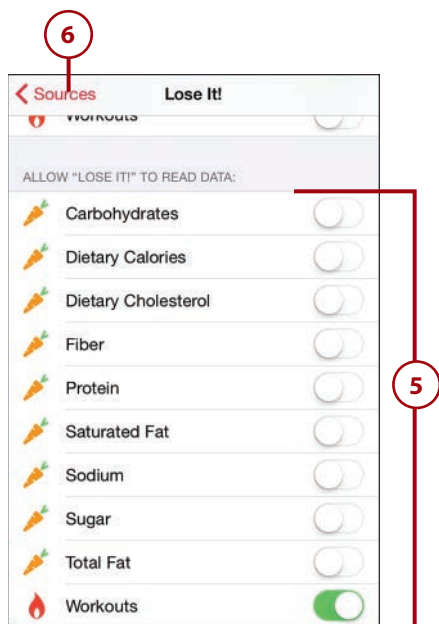 6
Sources Lose It!
Workouts
ALLOW "LOSE IT!" TO READ DATA:
Carbohydrates
Dietary Calories
Dietary Cholesterol
Fiber
Protein
5
Saturated Fat
Sodium
Sugar
Total Fat
Workouts